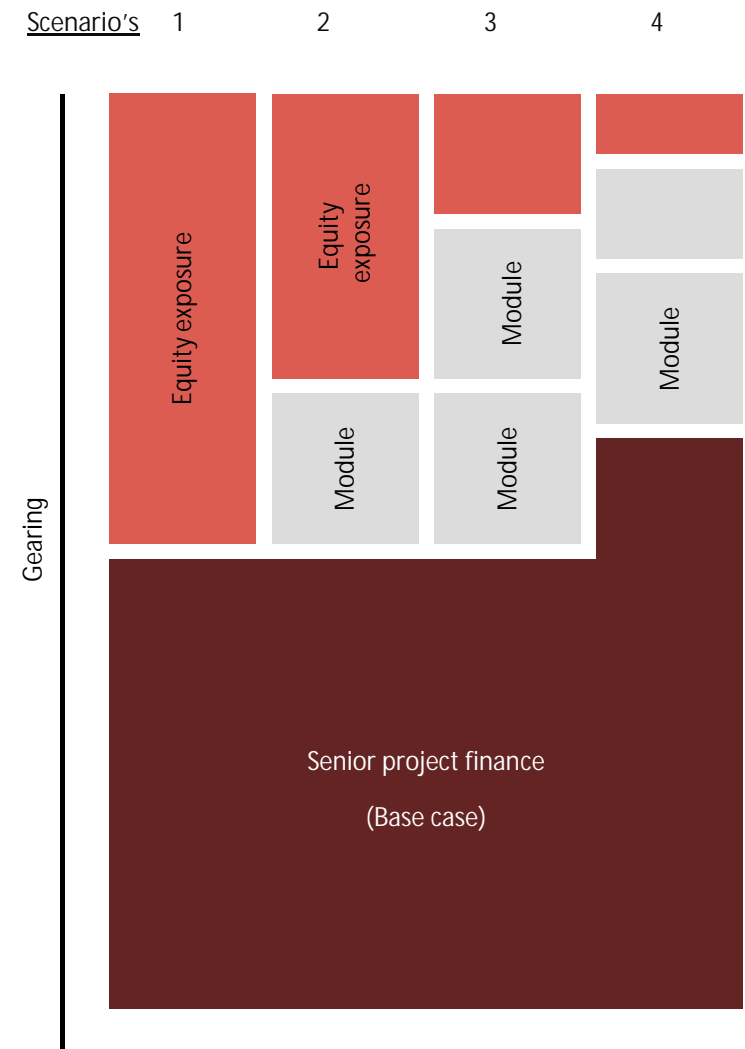 Scenario's 1 2 3 4
Equity exposure
Equity
exposure
Module
Module
Module
Module
Gearing
Senior project finance
(Base case)